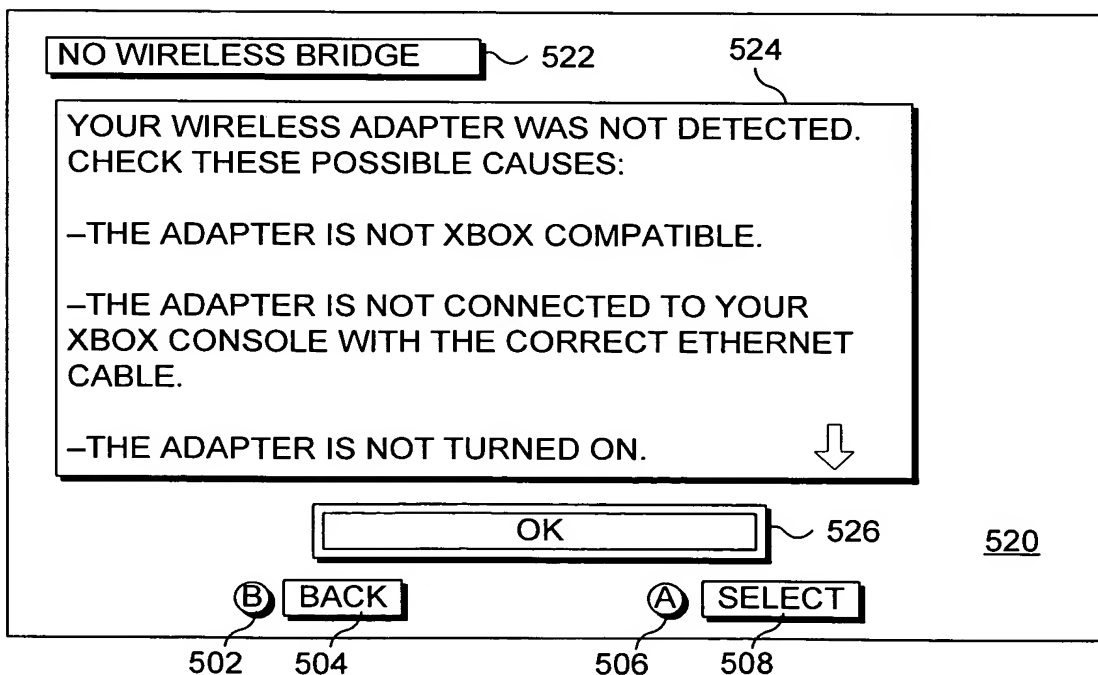 NO WIRELESS BRIDGE 522
524
YOUR WIRELESS ADAPTER WAS NOT DETECTED.
CHECK THESE POSSIBLE CAUSES:
–THE ADAPTER IS NOT XBOX COMPATIBLE.
–THE ADAPTER IS NOT CONNECTED TO YOUR
XBOX CONSOLE WITH THE CORRECT ETHERNET
CABLE.
–THE ADAPTER IS NOT TURNED ON.
OK 526
520
B BACK A SELECT
502 504 506 508